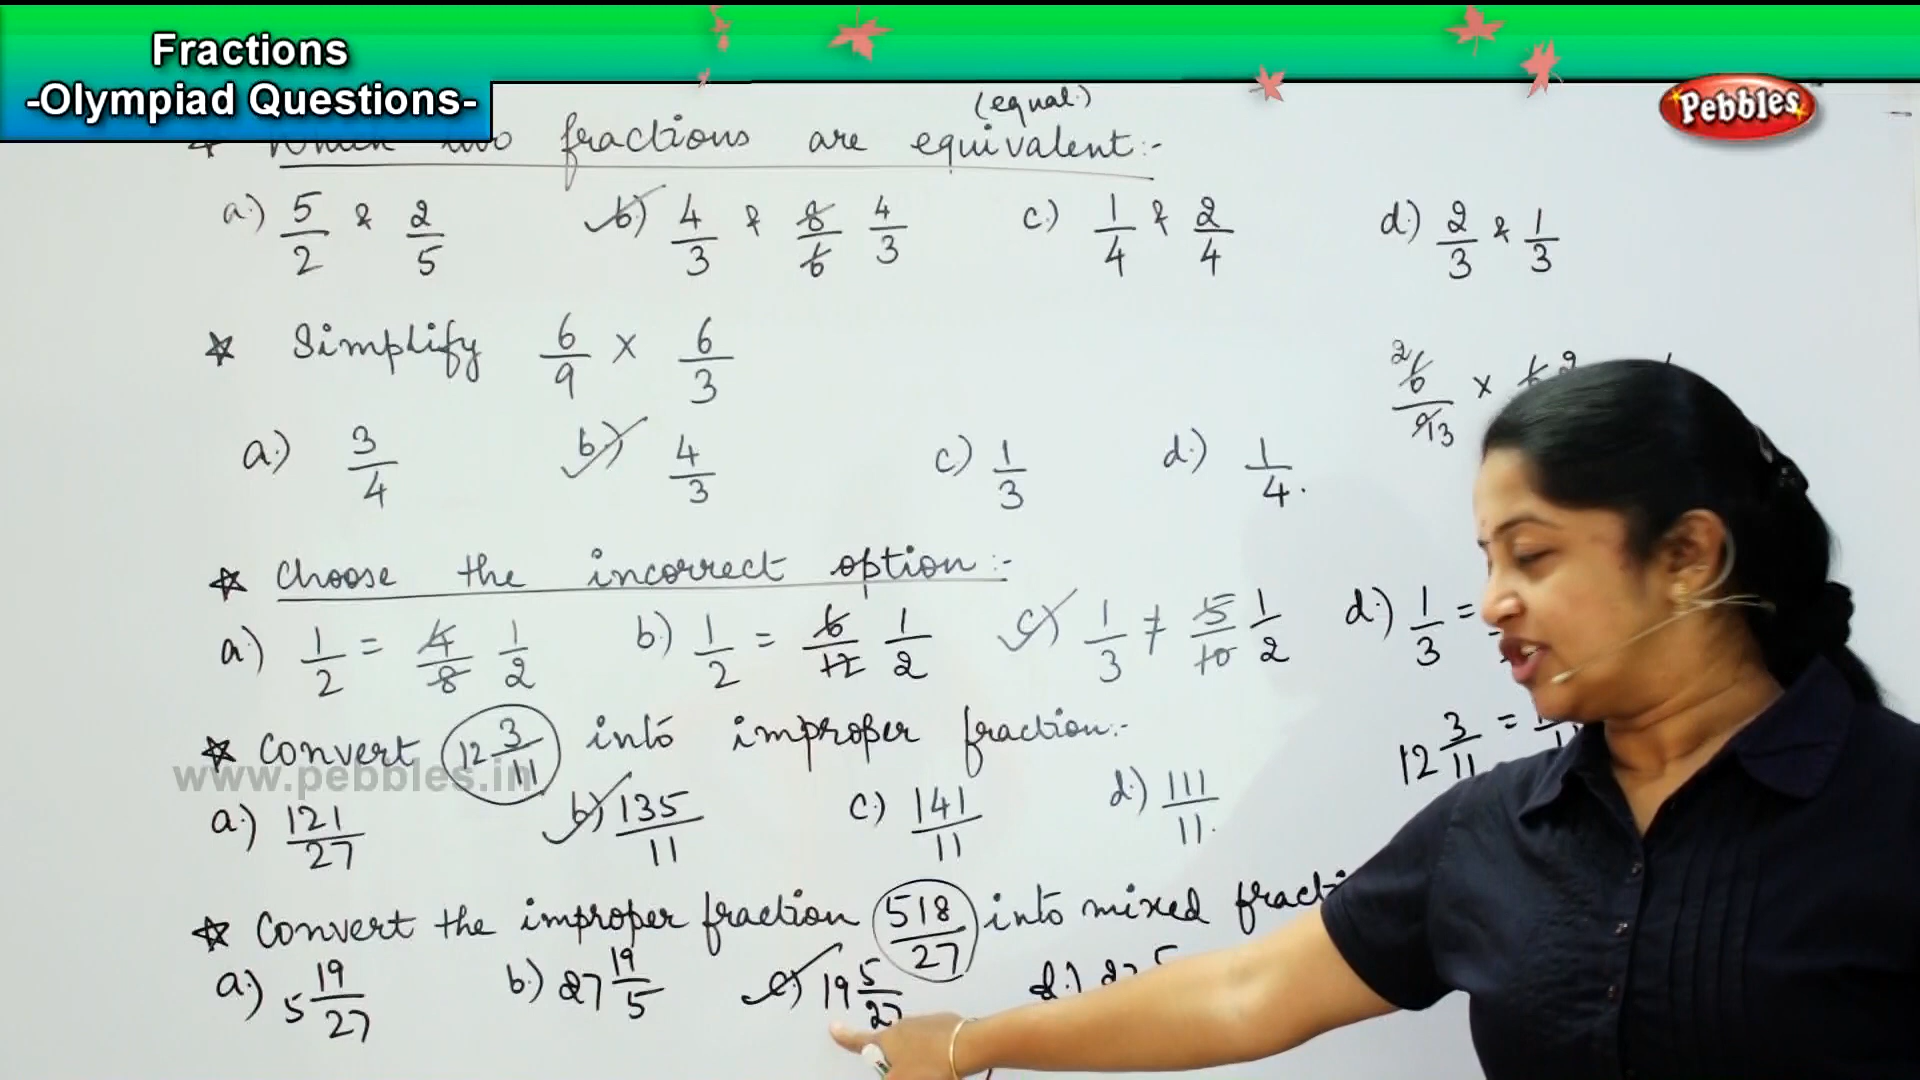 Fractions
-Olympiad Questions-
Pebbles
(equal)
Which two fractions are equivalent:-
a.) 5/2 & 2/5 b.) 4/3 & 8/6 4/3 c.) 1/4 & 2/4 d.) 2/3 & 1/3
Simplify 6/9 x 6/3
a.) 3/4 b.) 4/3 c.) 1/3 d.) 1/4.
Choose the incorrect option:-
a.) 1/2 = 4/8 1/2 b.) 1/2 = 6/12 1/2 c.) 1/3 ≠ 5/10 1/2 d.) 1/3 =
Convert 12 3/11 into improper fraction:-
12 3/11 =
www.pebbles.in
a.) 121/27 b.) 135/11 c.) 141/11 d.) 111/11.
Convert the improper fraction 518/27 into mixed
a.) 5 19/27 b.) 27 19/5 c.) 19 5/27 d.)